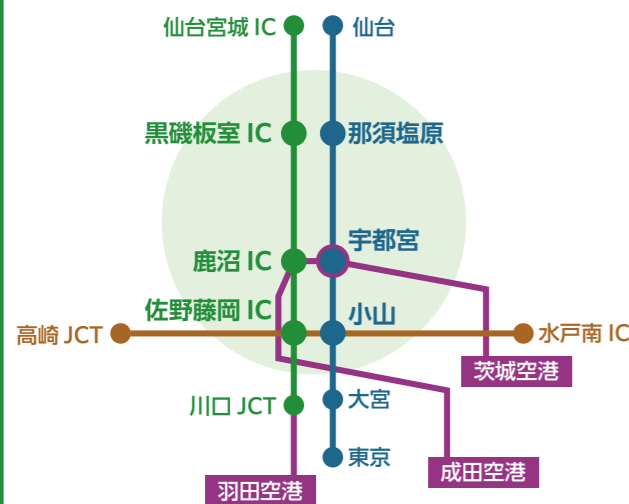 仙台宮城 IC
仙台
黒磯板室 IC
那須塩原
宇都宮
鹿沼 IC
佐野藤岡 IC
小山
高崎 JCT
水戸南 IC
茨城空港
川口 JCT
大宮
東京
成田空港
羽田空港